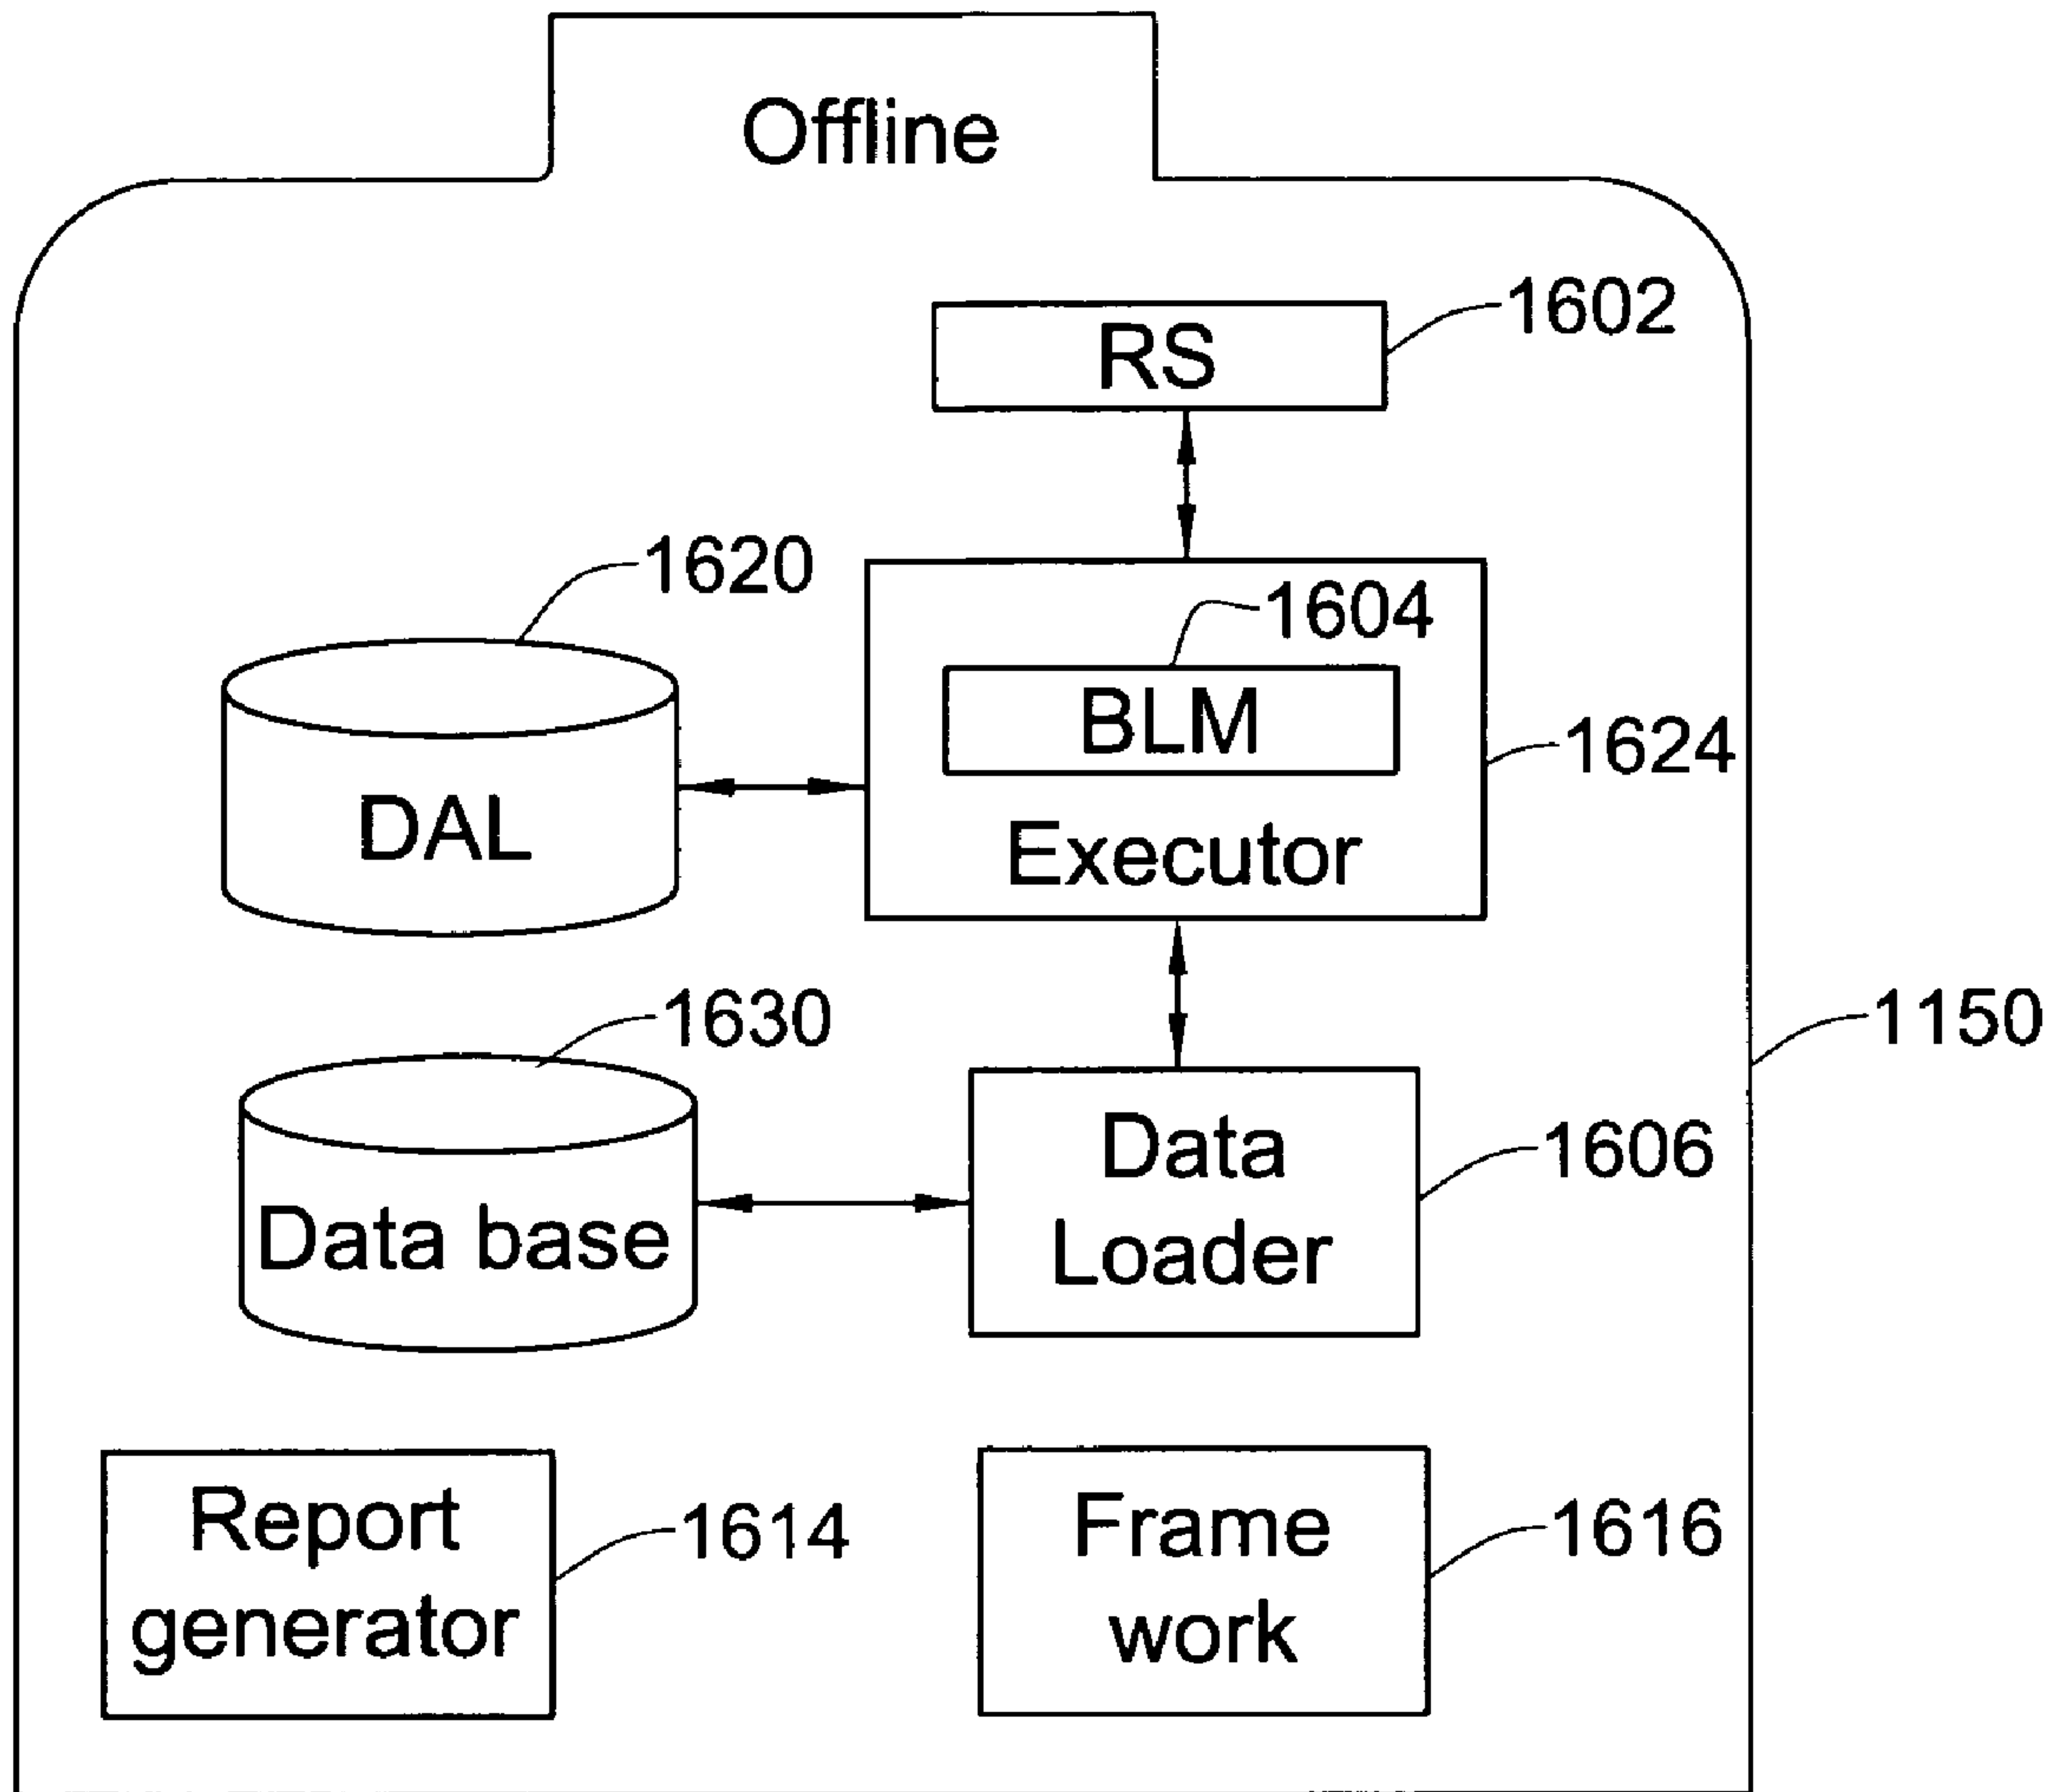 Offline
1602
RS
1620
1604
BLM
1624
DAL
Executor
1630
1150
Data
Loader
1606
Data base
Report
generator
1614
Frame
work
1616